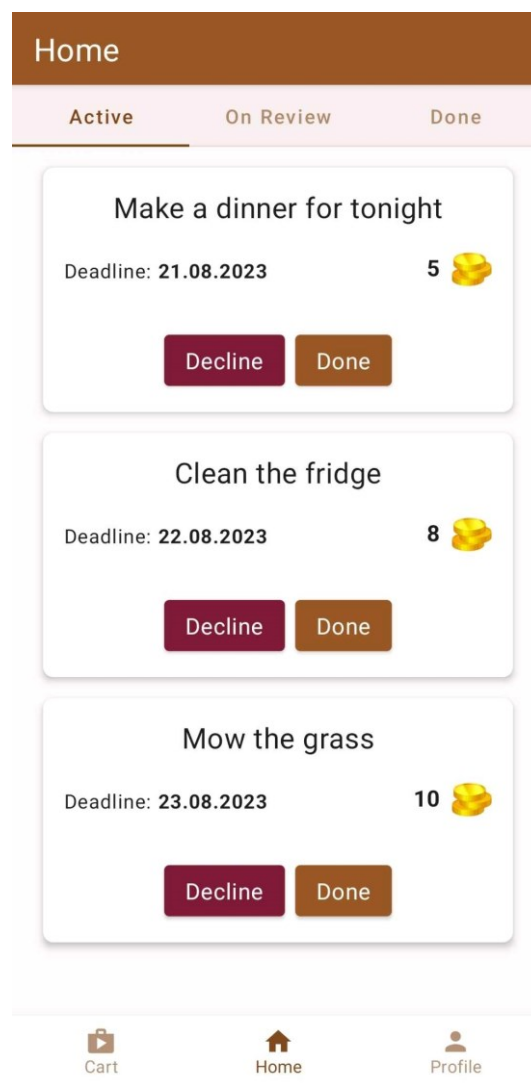 Home
Active On Review Done
Make a dinner for tonight
Deadline: 21.08.2023 5
Decline Done
Clean the fridge
Deadline: 22.08.2023 8
Decline Done
Mow the grass
Deadline: 23.08.2023 10
Decline Done
Cart Home Profile